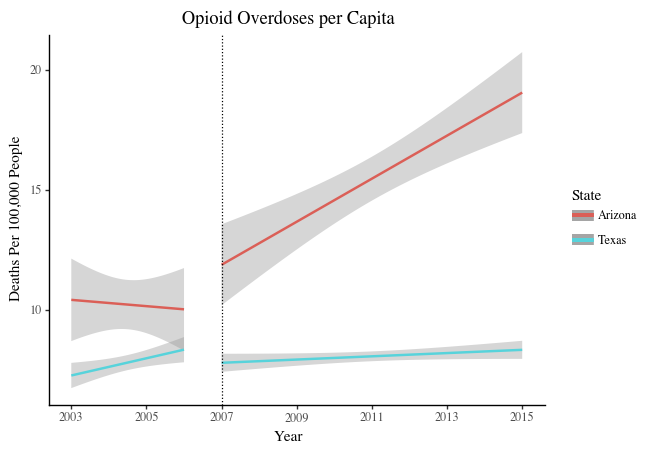 Opioid Overdoses per Capita
Deaths Per 100,000 People
20
15
10
2003 2005 2007 2009 2011 2013 2015
Year
State
Arizona
Texas